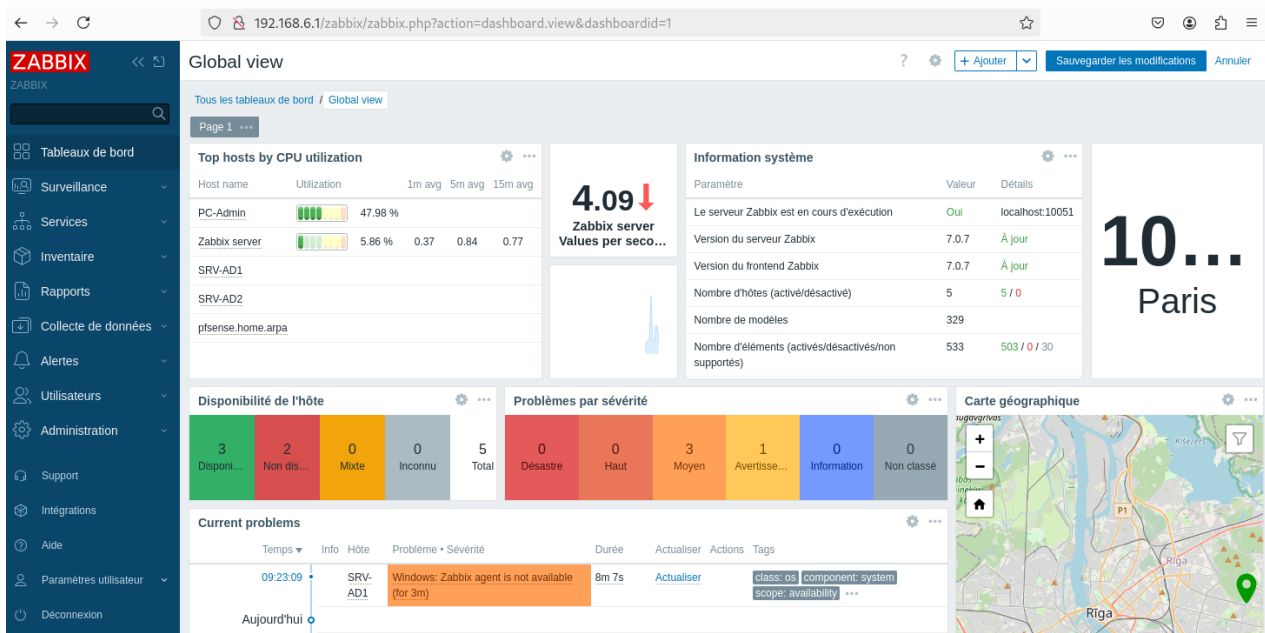 192.168.6.1/zabbix/zabbix.php?action=dashboard.view&dashboardid=1
ZABBIX
ZABBIX
Tableaux de bord
Surveillance
Services
Inventaire
Rapports
Collecte de données
Alertes
Utilisateurs
Administration
Support
Intégrations
Aide
Paramètres utilisateur
Déconnexion
Global view
? + Ajouter Sauvegarder les modifications Annuler
Tous les tableaux de bord / Global view
Page 1 •••
Top hosts by CPU utilization
Host name Utilization 1m avg 5m avg 15m avg
PC-Admin 47.98 %
Zabbix server 5.86 % 0.37 0.84 0.77
SRV-AD1
SRV-AD2
pfsense.home.arpa
4.09
Zabbix server
Values per seco...
Information système
Paramètre Valeur Détails
Le serveur Zabbix est en cours d'exécution Oui localhost:10051
Version du serveur Zabbix 7.0.7 À jour
Version du frontend Zabbix 7.0.7 À jour
Nombre d'hôtes (activé/désactivé) 5 5 / 0
Nombre de modèles 329
Nombre d'éléments (activés/désactivés/non 533 503 / 0 / 30
supportés)
10...
Paris
Disponibilité de l'hôte
3 2 0 0 5
Disponi... Non dis... Mixte Inconnu Total
Problèmes par sévérité
0 0 3 1 0 0
Désastre Haut Moyen Avertisse... Information Non classé
Carte géographique
+
−
Kišezers
P1
Rīga
Rīga
Current problems
Temps ▼ Info Hôte Problème • Sévérité Durée Actualiser Actions Tags
09:23:09 SRV- Windows: Zabbix agent is not available 8m 7s Actualiser class: os component: system
AD1 (for 3m) scope: availability •••
Aujourd'hui